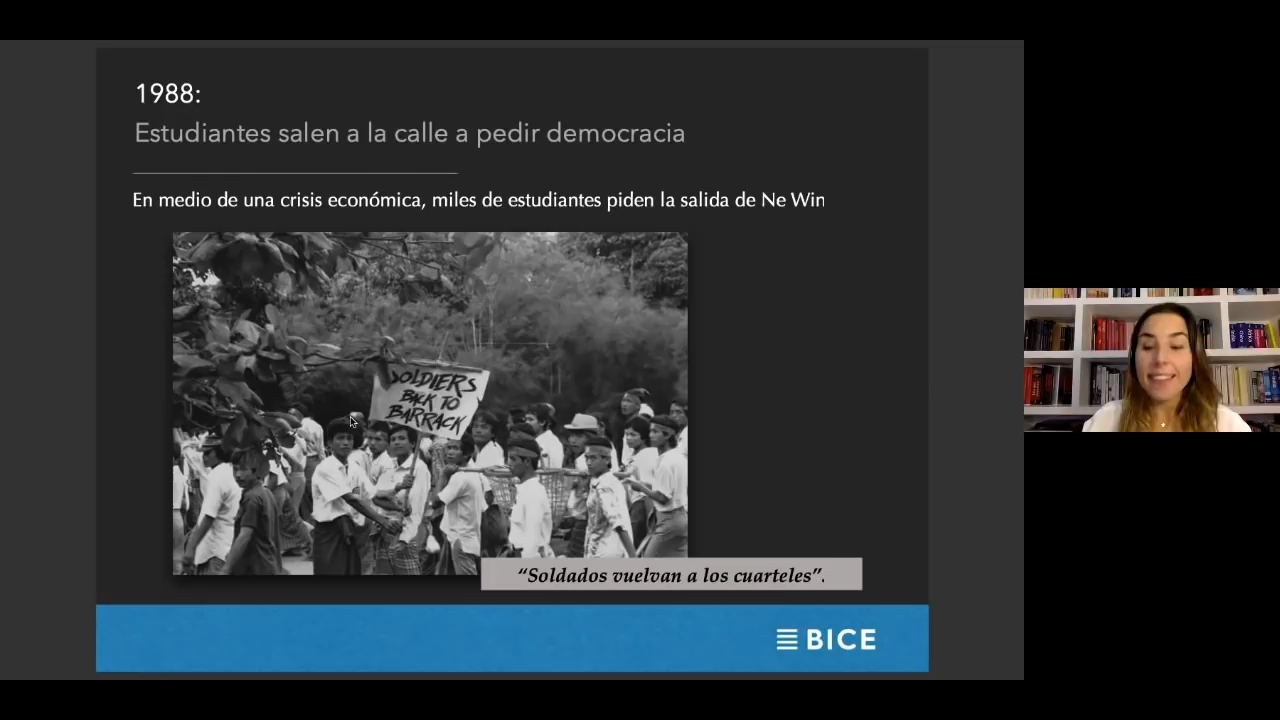 1988:
Estudiantes salen a la calle a pedir democracia
En medio de una crisis económica, miles de estudiantes piden la salida de Ne Win
SOLDIERS
BACK TO
BARRACK
“Soldados vuelvan a los cuarteles”.
BICE